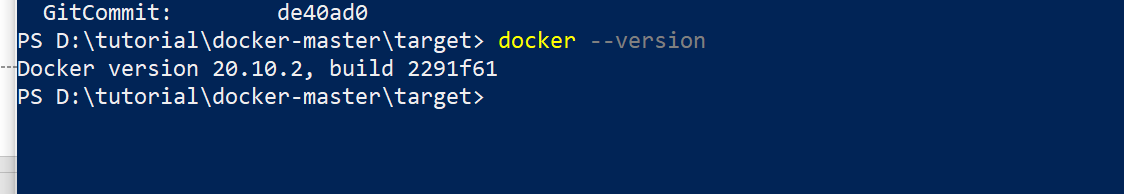 GitCommit:        de40ad0
PS D:\tutorial\docker-master\target> docker --version
Docker version 20.10.2, build 2291f61
PS D:\tutorial\docker-master\target>